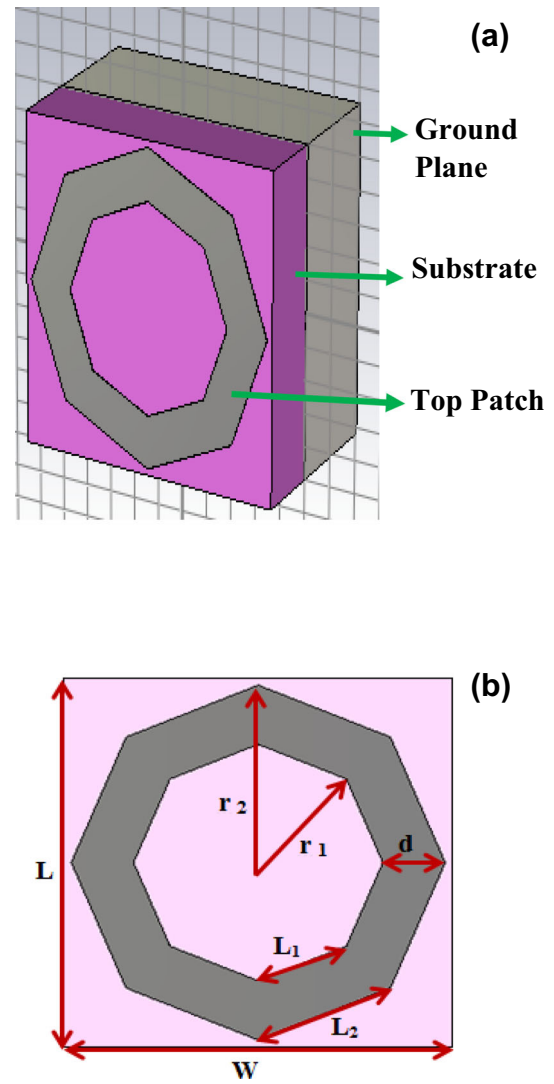 (a)
Ground
Plane
Substrate
Top Patch
(b)
r 2
r 1
d
L
L₁
L₂
W